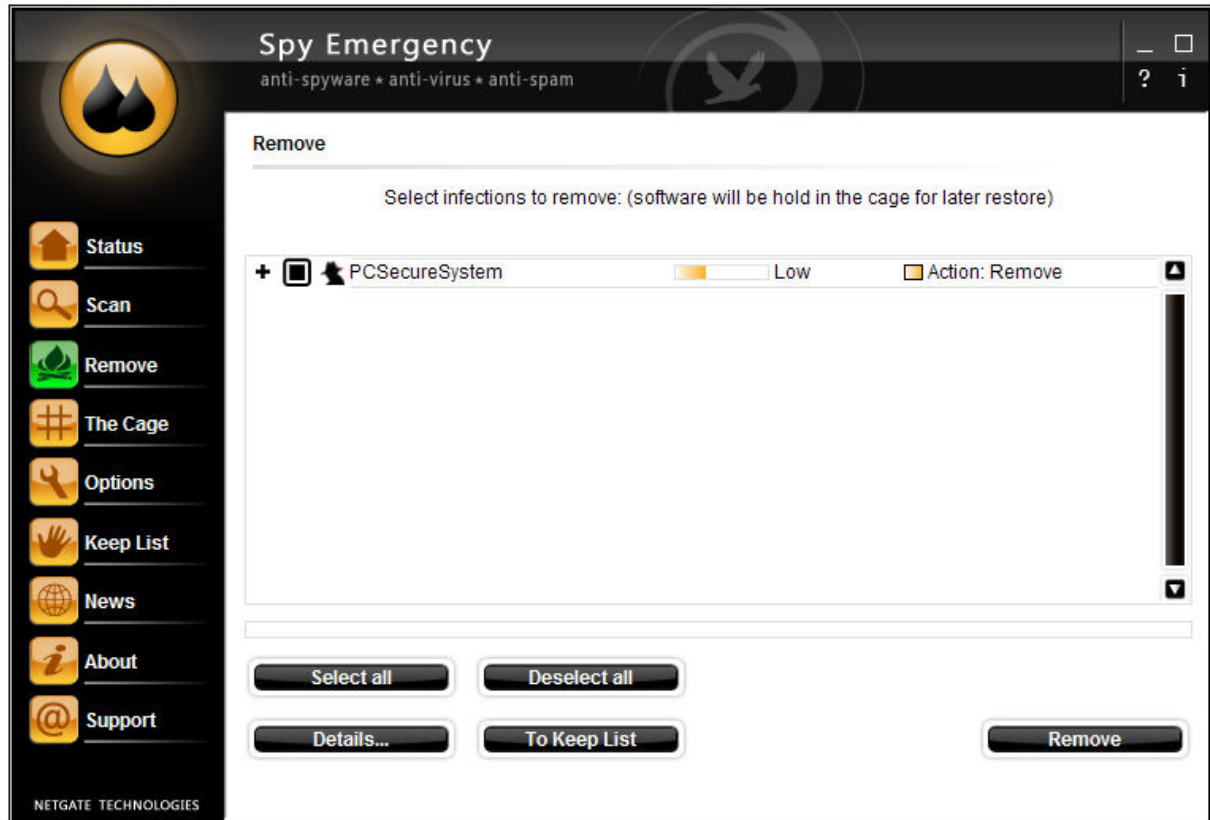 Spy Emergency
anti-spyware ★ anti-virus ★ anti-spam
? i
Remove
Select infections to remove: (software will be hold in the cage for later restore)
PCSecureSystem Low Action: Remove
Status
Scan
Remove
The Cage
Options
Keep List
News
About
Support
NETGATE TECHNOLOGIES
Select all Deselect all
Details... To Keep List Remove